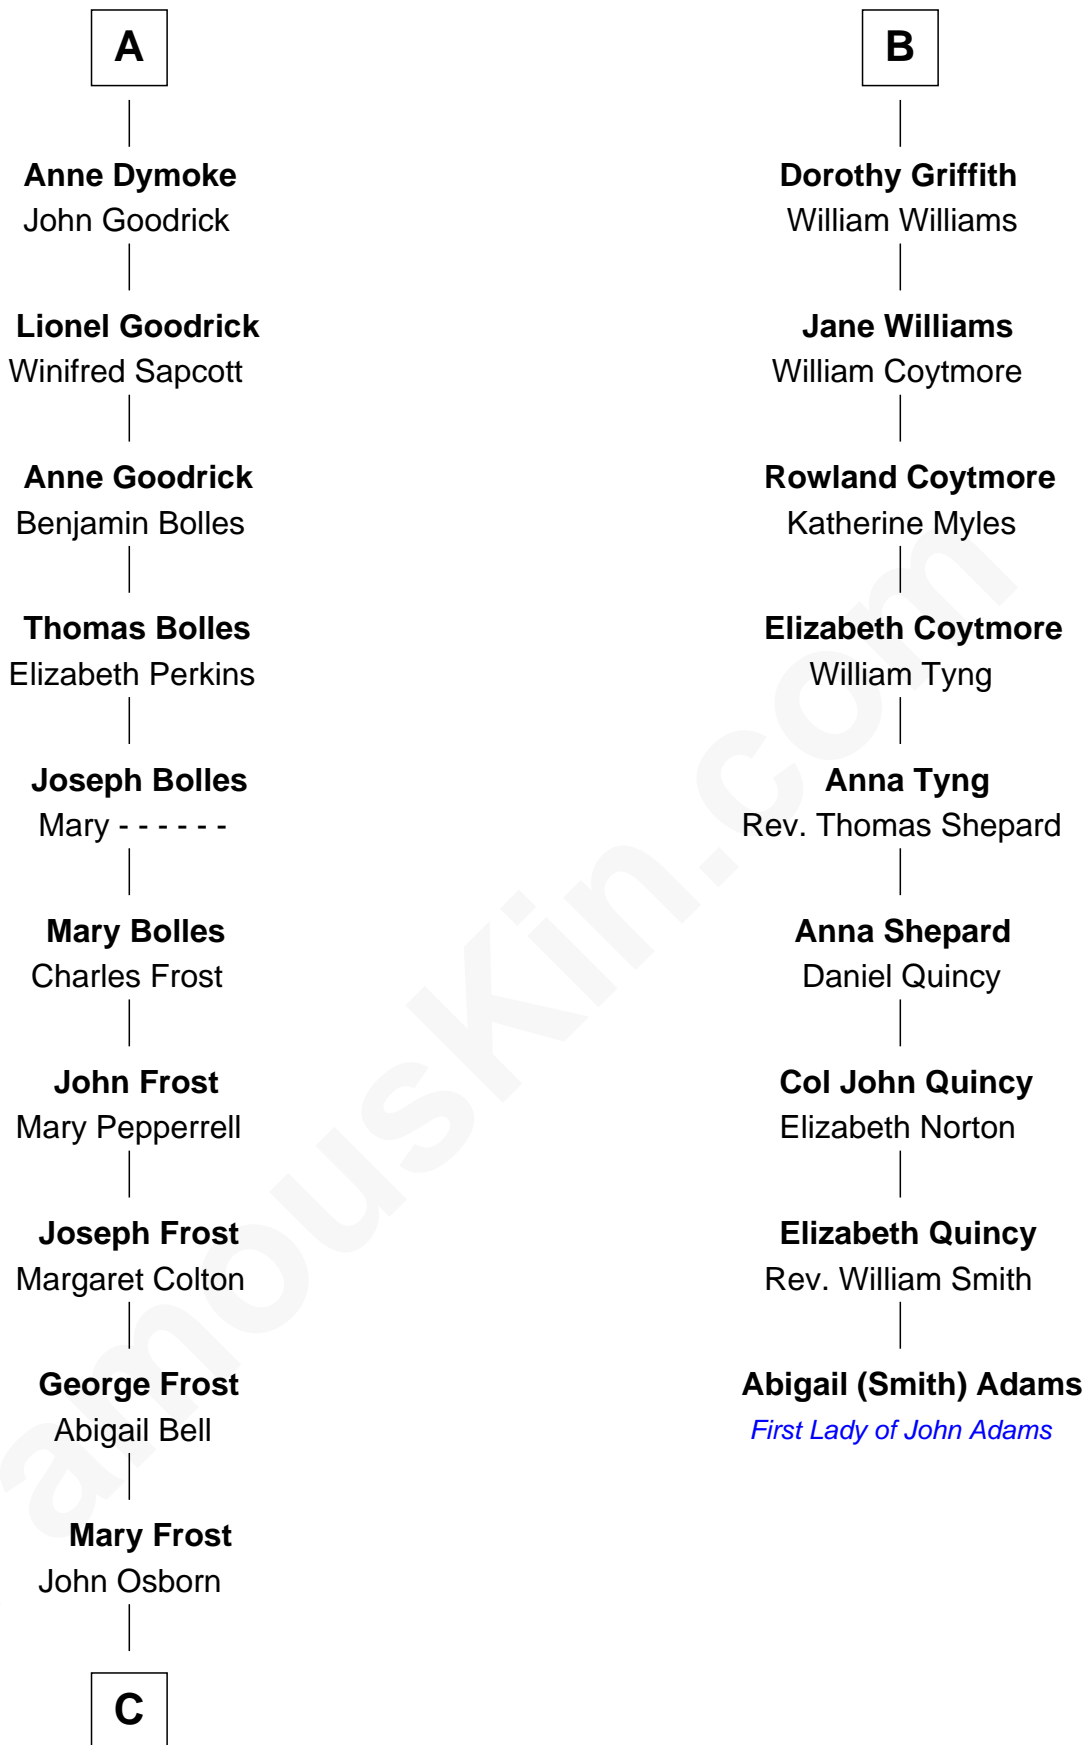 A
Anne Dymoke
John Goodrick
Lionel Goodrick
Winifred Sapcott
Anne Goodrick
Benjamin Bolles
Thomas Bolles
Elizabeth Perkins
Joseph Bolles
Mary - - - - - -
Mary Bolles
Charles Frost
John Frost
Mary Pepperrell
Joseph Frost
Margaret Colton
George Frost
Abigail Bell
Mary Frost
John Osborn
C
B
Dorothy Griffith
William Williams
Jane Williams
William Coytmore
Rowland Coytmore
Katherine Myles
Elizabeth Coytmore
William Tyng
Anna Tyng
Rev. Thomas Shepard
Anna Shepard
Daniel Quincy
Col John Quincy
Elizabeth Norton
Elizabeth Quincy
Rev. William Smith
Abigail (Smith) Adams
First Lady of John Adams
amousKin.com